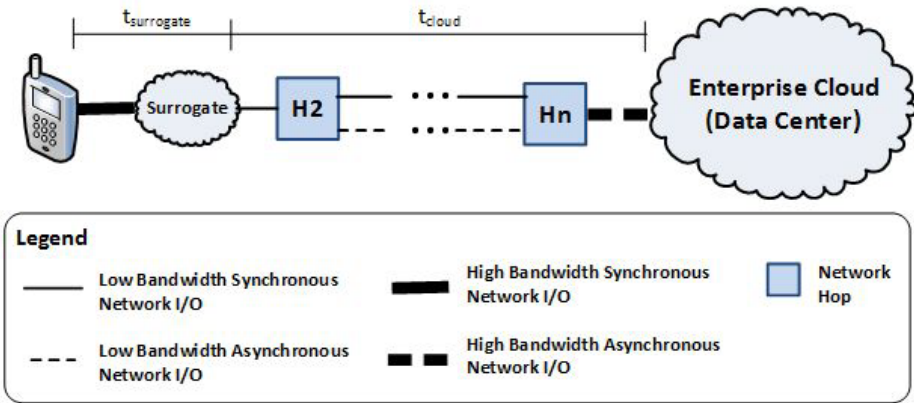 tsurrogate
tcloud
Surrogate
H2
Hn
Enterprise Cloud
(Data Center)
Legend
Low Bandwidth Synchronous
Network I/O
High Bandwidth Synchronous
Network I/O
Network
Hop
Low Bandwidth Asynchronous
Network I/O
High Bandwidth Asynchronous
Network I/O